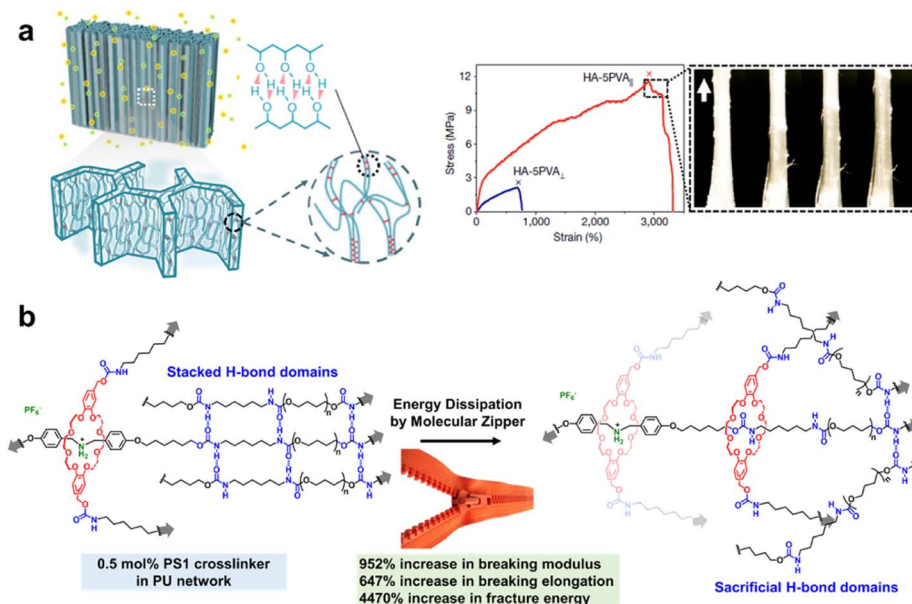 a
HA-5PVA∥
HA-5PVA⊥
Stress (MPa)
12
9
6
3
0
0
1,000
2,000
3,000
Strain (%)
O O O
H H H
H H H
O O O
b
Stacked H-bond domains
PF₆⁻
Energy Dissipation
by Molecular Zipper
0.5 mol% PS1 crosslinker
in PU network
952% increase in breaking modulus
647% increase in breaking elongation
4470% increase in fracture energy
PF₆⁻
Sacrificial H-bond domains